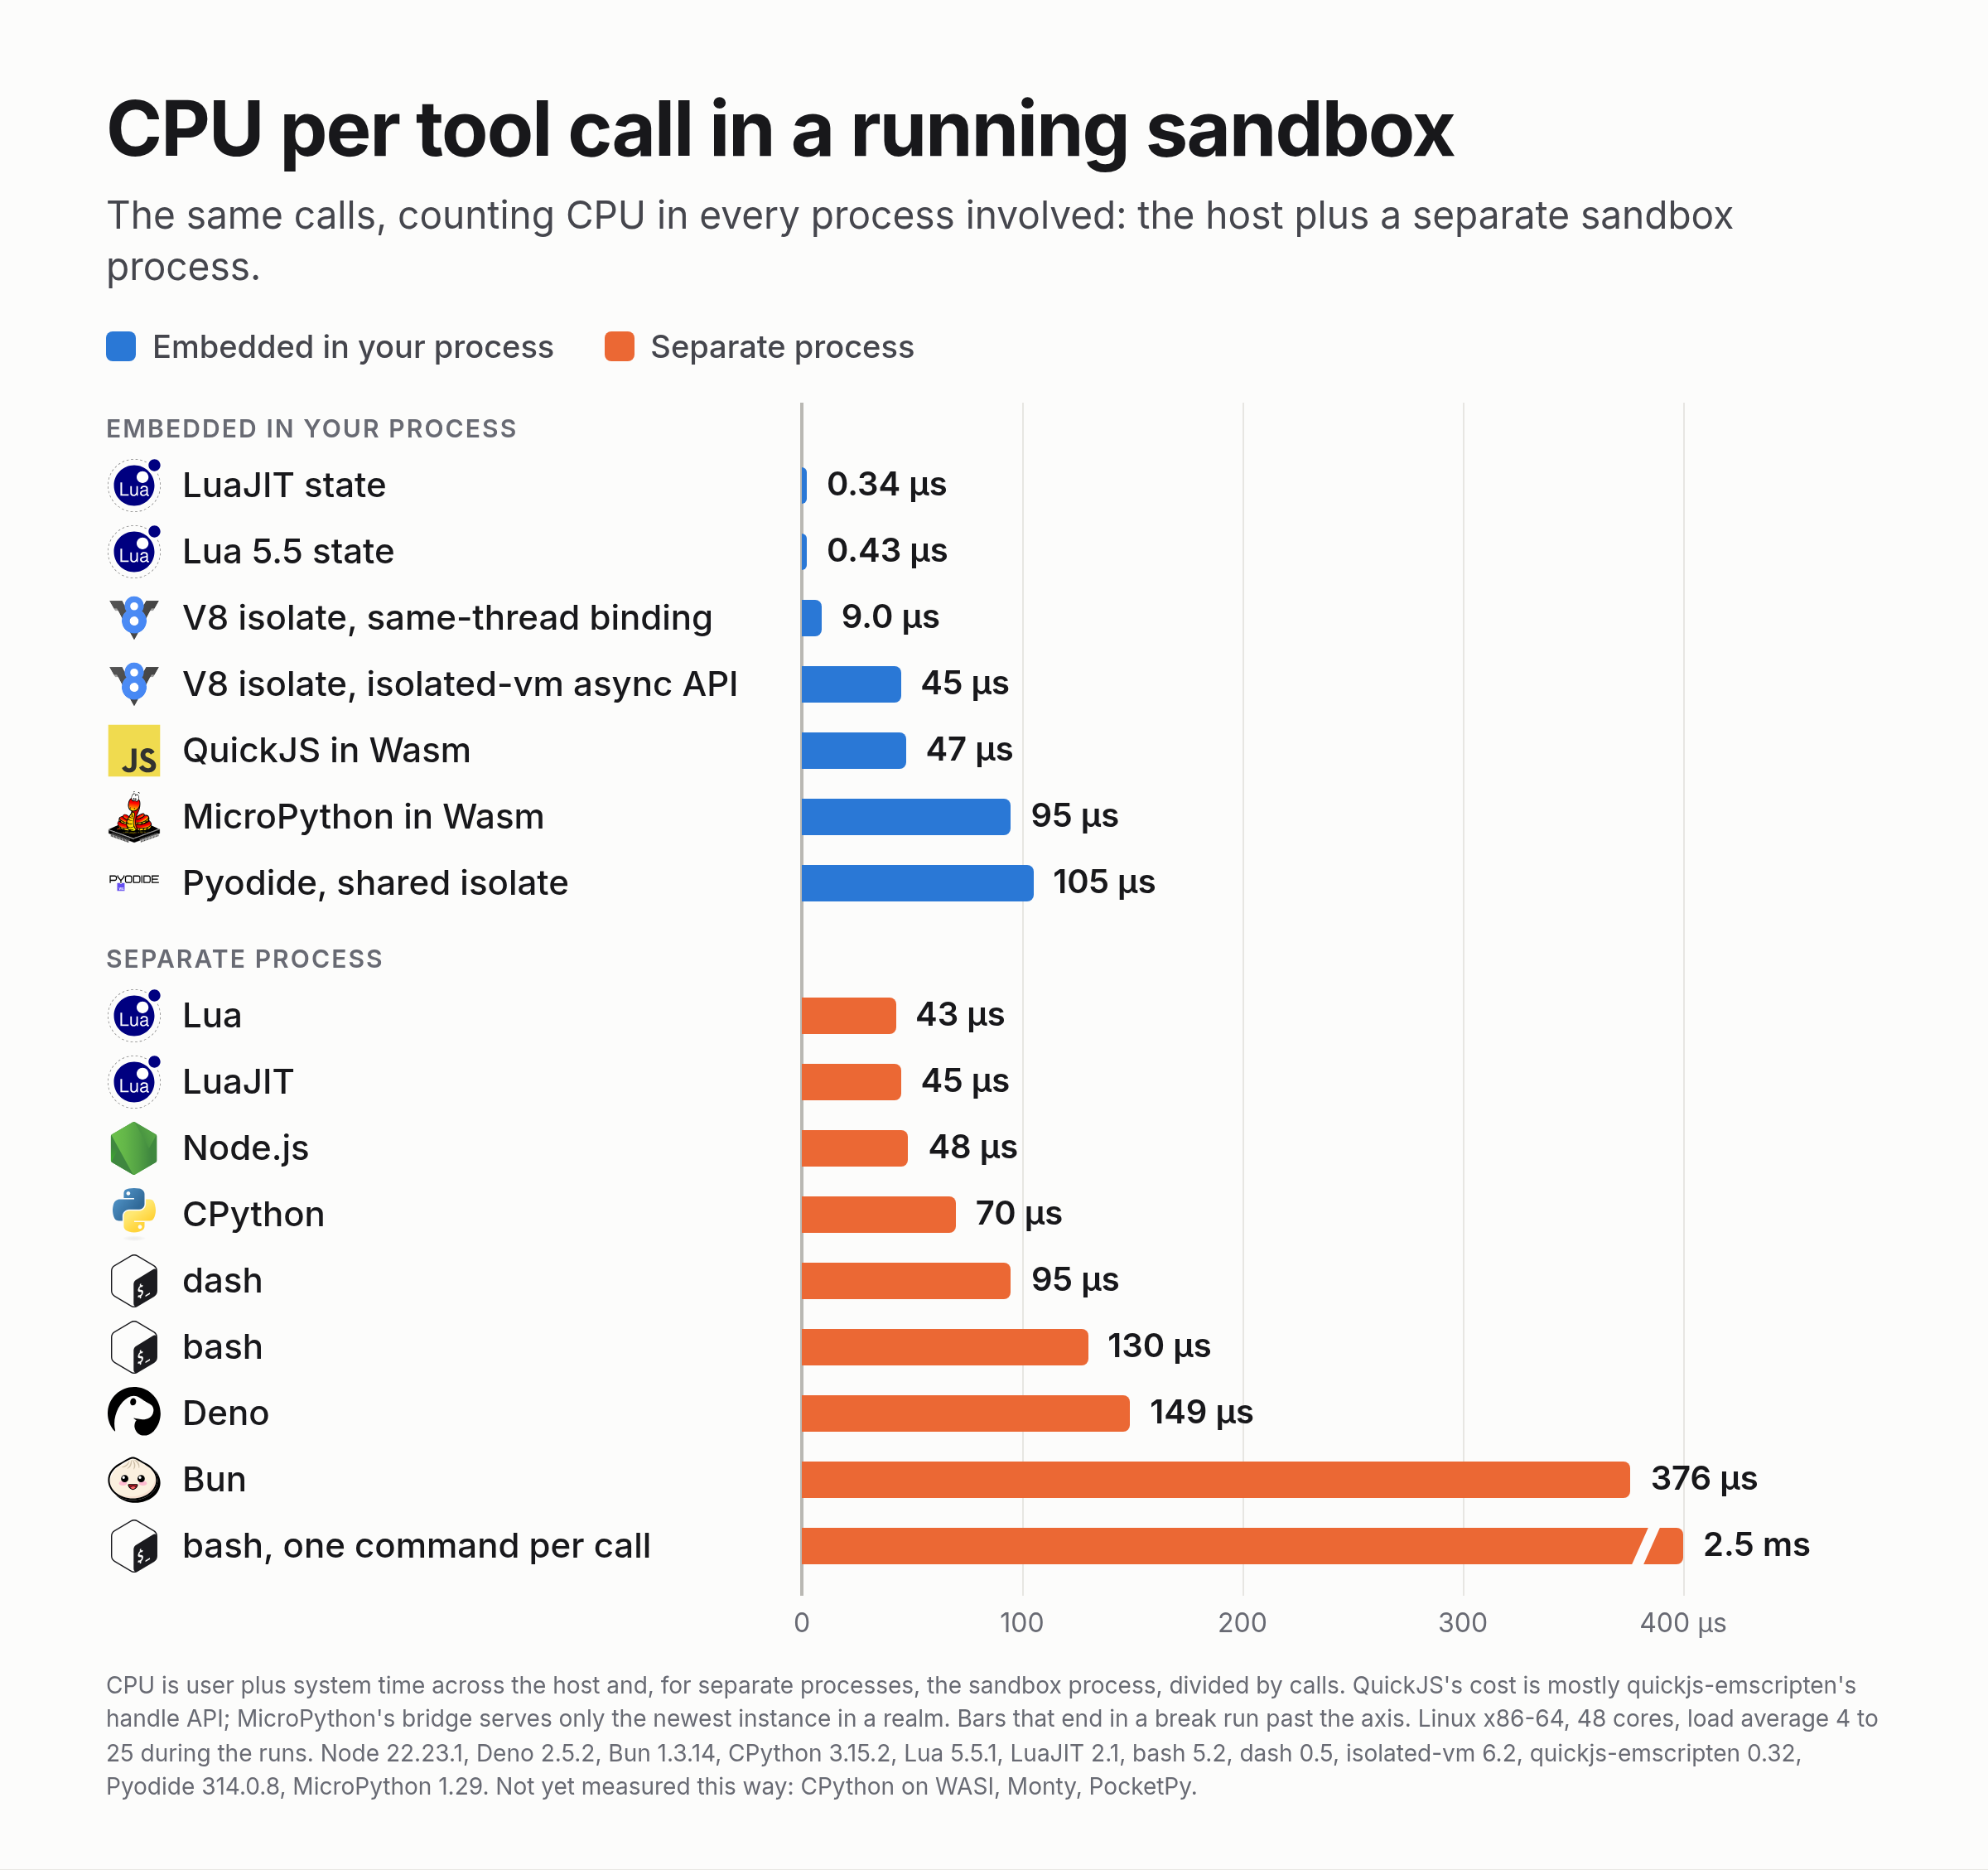 CPU per tool call in a running sandbox
The same calls, counting CPU in every process involved: the host plus a separate sandbox
process.
Embedded in your process
Separate process
EMBEDDED IN YOUR PROCESS
Lua LuaJIT state 0.34 µs
Lua Lua 5.5 state 0.43 µs
8 V8 isolate, same-thread binding 9.0 µs
8 V8 isolate, isolated-vm async API 45 µs
JS QuickJS in Wasm 47 µs
MicroPython in Wasm 95 µs
PYODIDE Pyodide, shared isolate 105 µs
SEPARATE PROCESS
Lua Lua 43 µs
Lua LuaJIT 45 µs
Node.js 48 µs
CPython 70 µs
$_ dash 95 µs
$_ bash 130 µs
Deno 149 µs
Bun 376 µs
$_ bash, one command per call 2.5 ms
0 100 200 300 400 µs
CPU is user plus system time across the host and, for separate processes, the sandbox process, divided by calls. QuickJS's cost is mostly quickjs-emscripten's
handle API; MicroPython's bridge serves only the newest instance in a realm. Bars that end in a break run past the axis. Linux x86-64, 48 cores, load average 4 to
25 during the runs. Node 22.23.1, Deno 2.5.2, Bun 1.3.14, CPython 3.15.2, Lua 5.5.1, LuaJIT 2.1, bash 5.2, dash 0.5, isolated-vm 6.2, quickjs-emscripten 0.32,
Pyodide 314.0.8, MicroPython 1.29. Not yet measured this way: CPython on WASI, Monty, PocketPy.